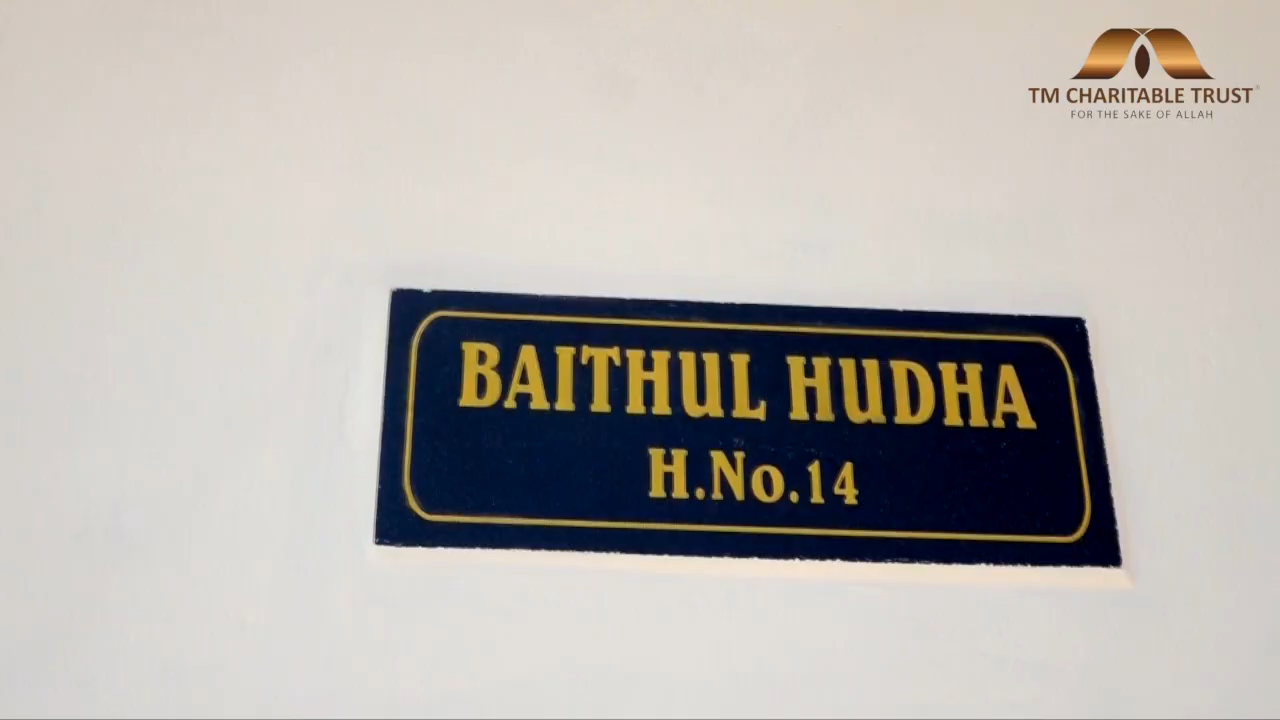 TM CHARITABLE TRUST
FOR THE SAKE OF ALLAH
BAITHUL HUDHA
H.No.14